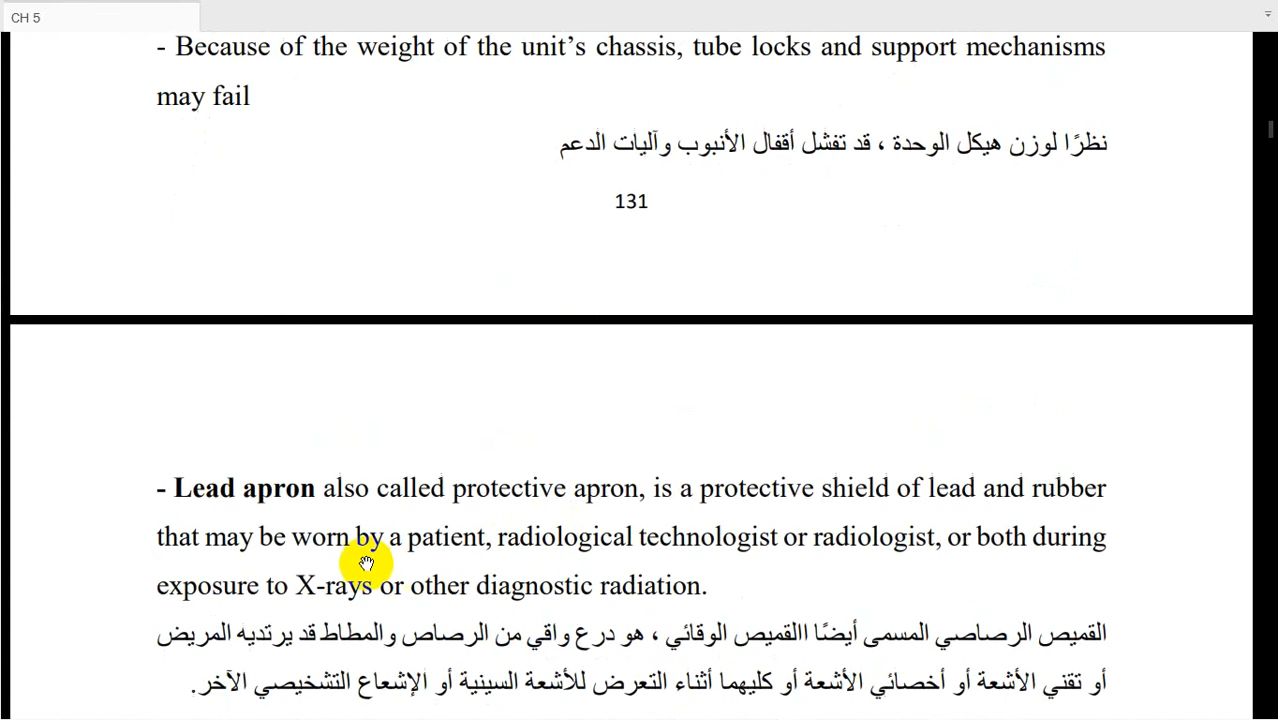 CH 5
- Because of the weight of the unit’s chassis, tube locks and support mechanisms
may fail
نظرًا لوزن هيكل الوحدة ، قد تفشل أقفال الأنبوب وآليات الدعم
131
- Lead apron also called protective apron, is a protective shield of lead and rubber
that may be worn by a patient, radiological technologist or radiologist, or both during
exposure to X-rays or other diagnostic radiation.
القميص الرصاصي المسمى أيضًا االقميص الوقائي ، هو درع واقي من الرصاص والمطاط قد يرتديه المريض
أو تقني الأشعة أو أخصائي الأشعة أو كليهما أثناء التعرض للأشعة السينية أو الإشعاع التشخيصي الآخر.